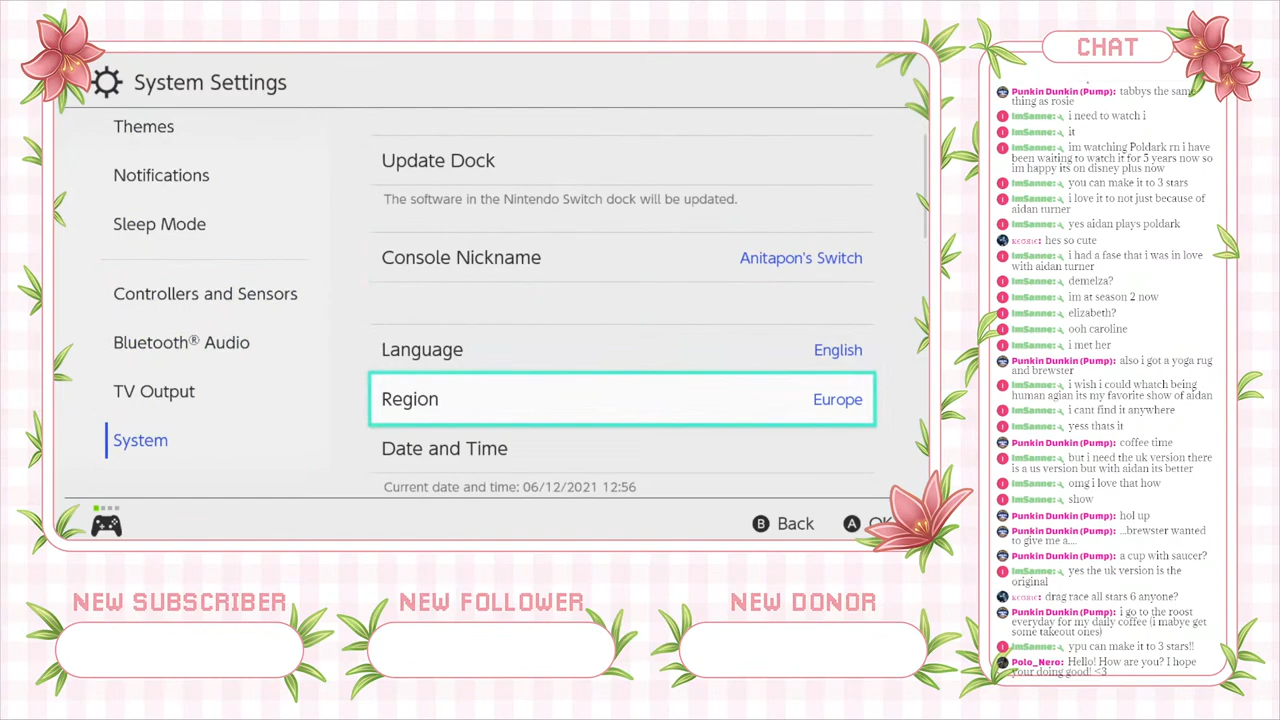 System Settings
Themes
Notifications
Sleep Mode
Controllers and Sensors
Bluetooth® Audio
TV Output
System
Update Dock
The software in the Nintendo Switch dock will be updated.
Console Nickname Anitapon's Switch
Language English
Region Europe
Date and Time
Current date and time: 06/12/2021 12:56
B Back A OK
NEW SUBSCRIBER
NEW FOLLOWER
NEW DONOR
CHAT
Punkin Dunkin (Pump): tabbys the same
thing as rosie
ImSanne: i need to watch i
ImSanne: it
ImSanne: im watching Poldark rn i have
been waiting to watch it for 5 years now so
im happy its on disney plus now
ImSanne: you can make it to 3 stars
ImSanne: i love it to not just because of
aidan turner
ImSanne: yes aidan plays poldark
hes so cute
ImSanne: i had a fase that i was in love
with aidan turner
ImSanne: demelza?
ImSanne: im at season 2 now
ImSanne: elizabeth?
ImSanne: ooh caroline
ImSanne: i met her
Punkin Dunkin (Pump): also i got a yoga rug
and brewster
ImSanne: i wish i could whatch being
human agian its my favorite show of aidan
ImSanne: i cant find it anywhere
ImSanne: yess thats it
Punkin Dunkin (Pump): coffee time
ImSanne: but i need the uk version there
is a us version but with aidan its better
ImSanne: omg i love that how
ImSanne: show
Punkin Dunkin (Pump): hol up
Punkin Dunkin (Pump): ...brewster wanted
to give me a....
Punkin Dunkin (Pump): a cup with saucer?
ImSanne: yes the uk version is the
original
drag race all stars 6 anyone?
Punkin Dunkin (Pump): i go to the roost
everyday for my daily coffee (i mabye get
some takeout ones)
ImSanne: ypu can make it to 3 stars!!
Polo_Nero: Hello! How are you? I hope
your doing good! <3